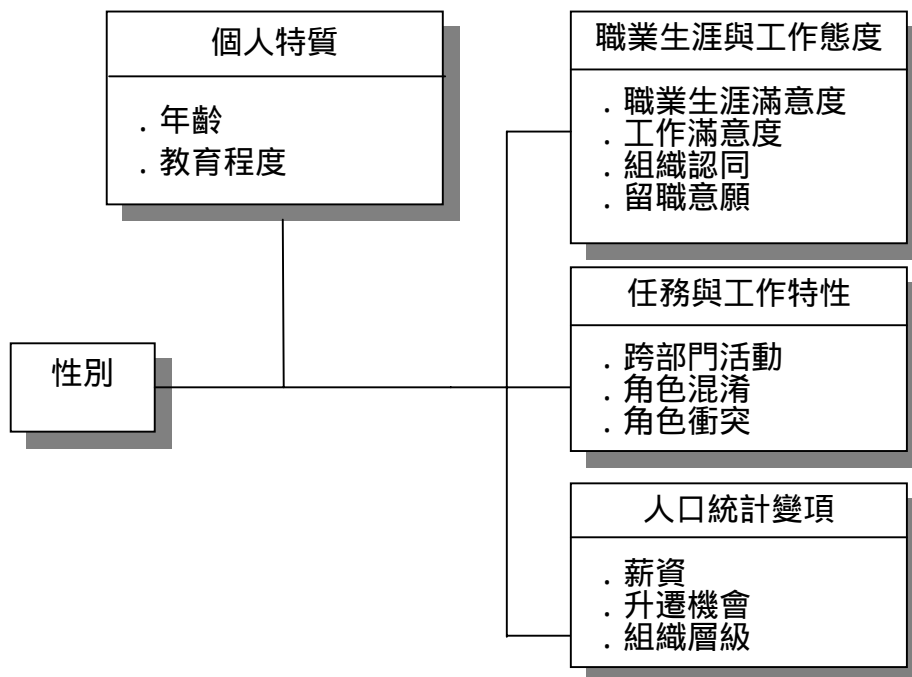 個人特質
. 年齡
. 教育程度
性別
職業生涯與工作態度
. 職業生涯滿意度
. 工作滿意度
. 組織認同
. 留職意願
任務與工作特性
. 跨部門活動
. 角色混淆
. 角色衝突
人口統計變項
. 薪資
. 升遷機會
. 組織層級